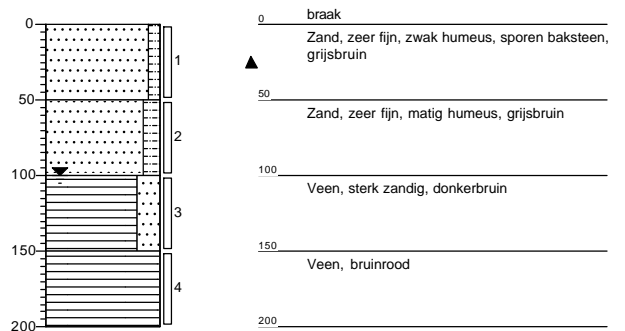 0
50
100
150
200
1
2
3
4
0
braak
Zand, zeer fijn, zwak humeus, sporen baksteen,
grijsbruin
50
Zand, zeer fijn, matig humeus, grijsbruin
100
Veen, sterk zandig, donkerbruin
150
Veen, bruinrood
200